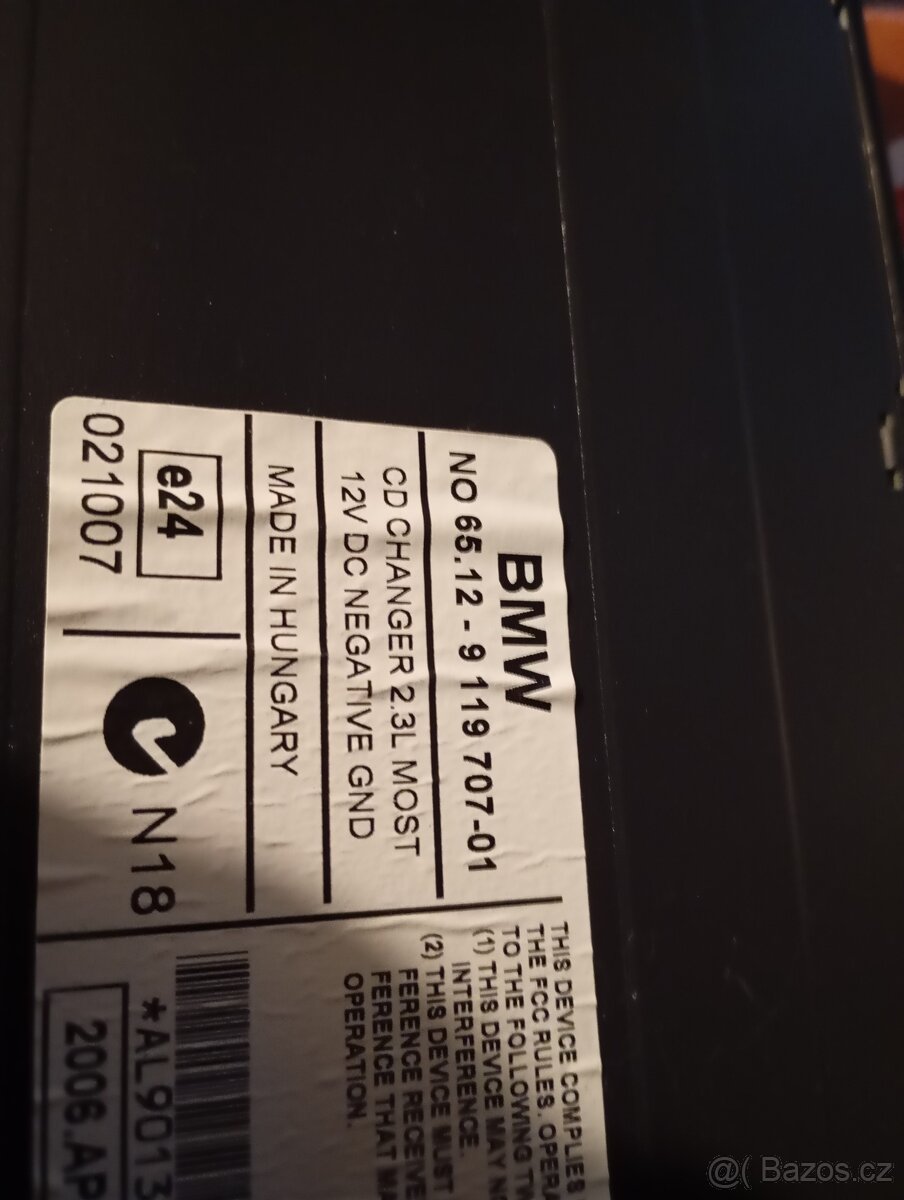 BMW
NO 65.12 - 9 119 707-01
CD CHANGER 2.3L MOST
12V DC NEGATIVE GND
MADE IN HUNGARY
e24
021007
N18
THIS DEVICE COMPLIES
THE FCC RULES. OPERA
TO THE FOLLOWING TW
(1) THIS DEVICE MAY N
INTERFERENCE.
(2) THIS DEVICE MUST
FERENCE RECEIVE
FERENCE THAT MA
OPERATION.
*AL9013
2006.AP
@( Bazos.cz